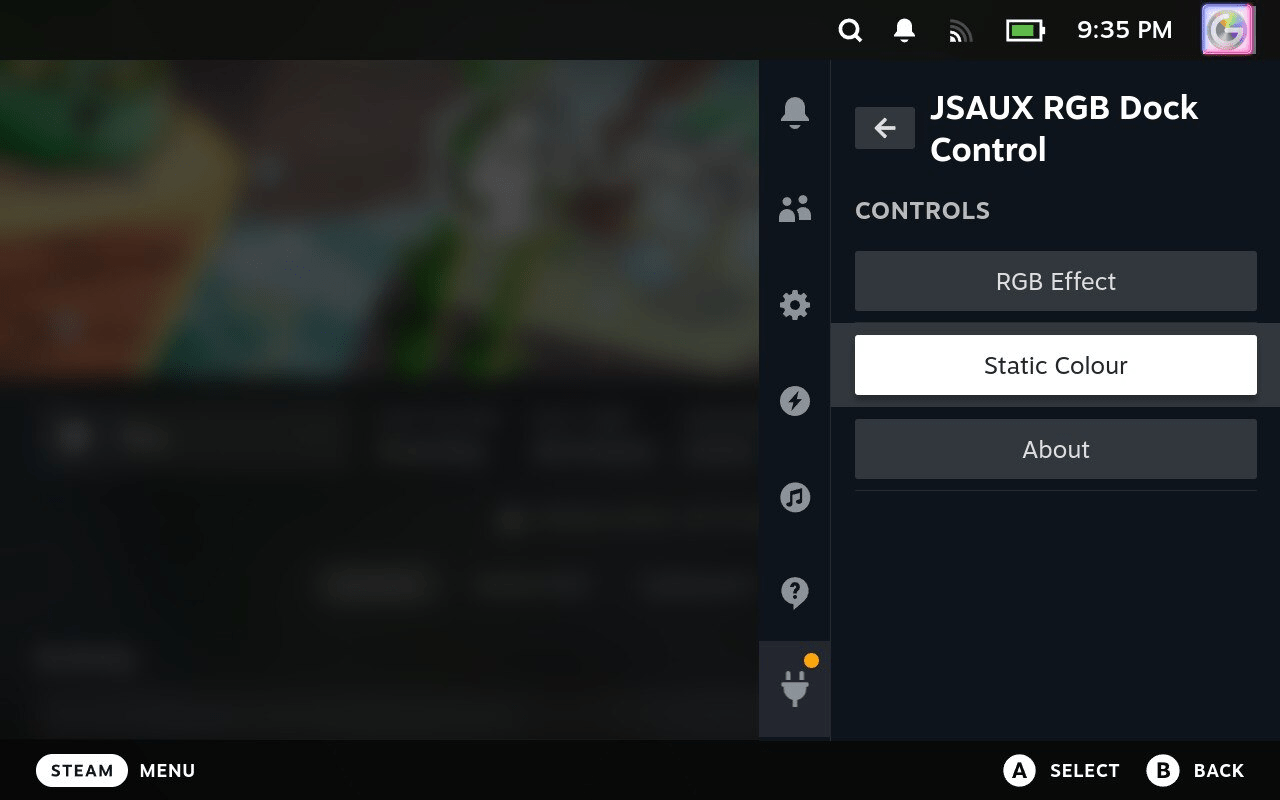 9:35 PM
JSAUX RGB Dock
Control
CONTROLS
RGB Effect
Static Colour
About
STEAM MENU
A SELECT B BACK